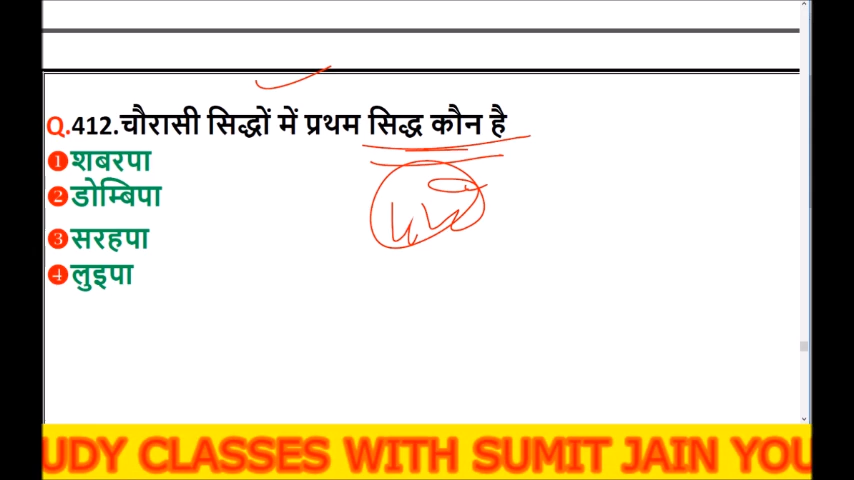 Q.412.चौरासी सिद्धों में प्रथम सिद्ध कौन है
❶शबरपा
❷डोम्बिपा
❸सरहपा
❹लुइपा
UDY CLASSES WITH SUMIT JAIN YOU